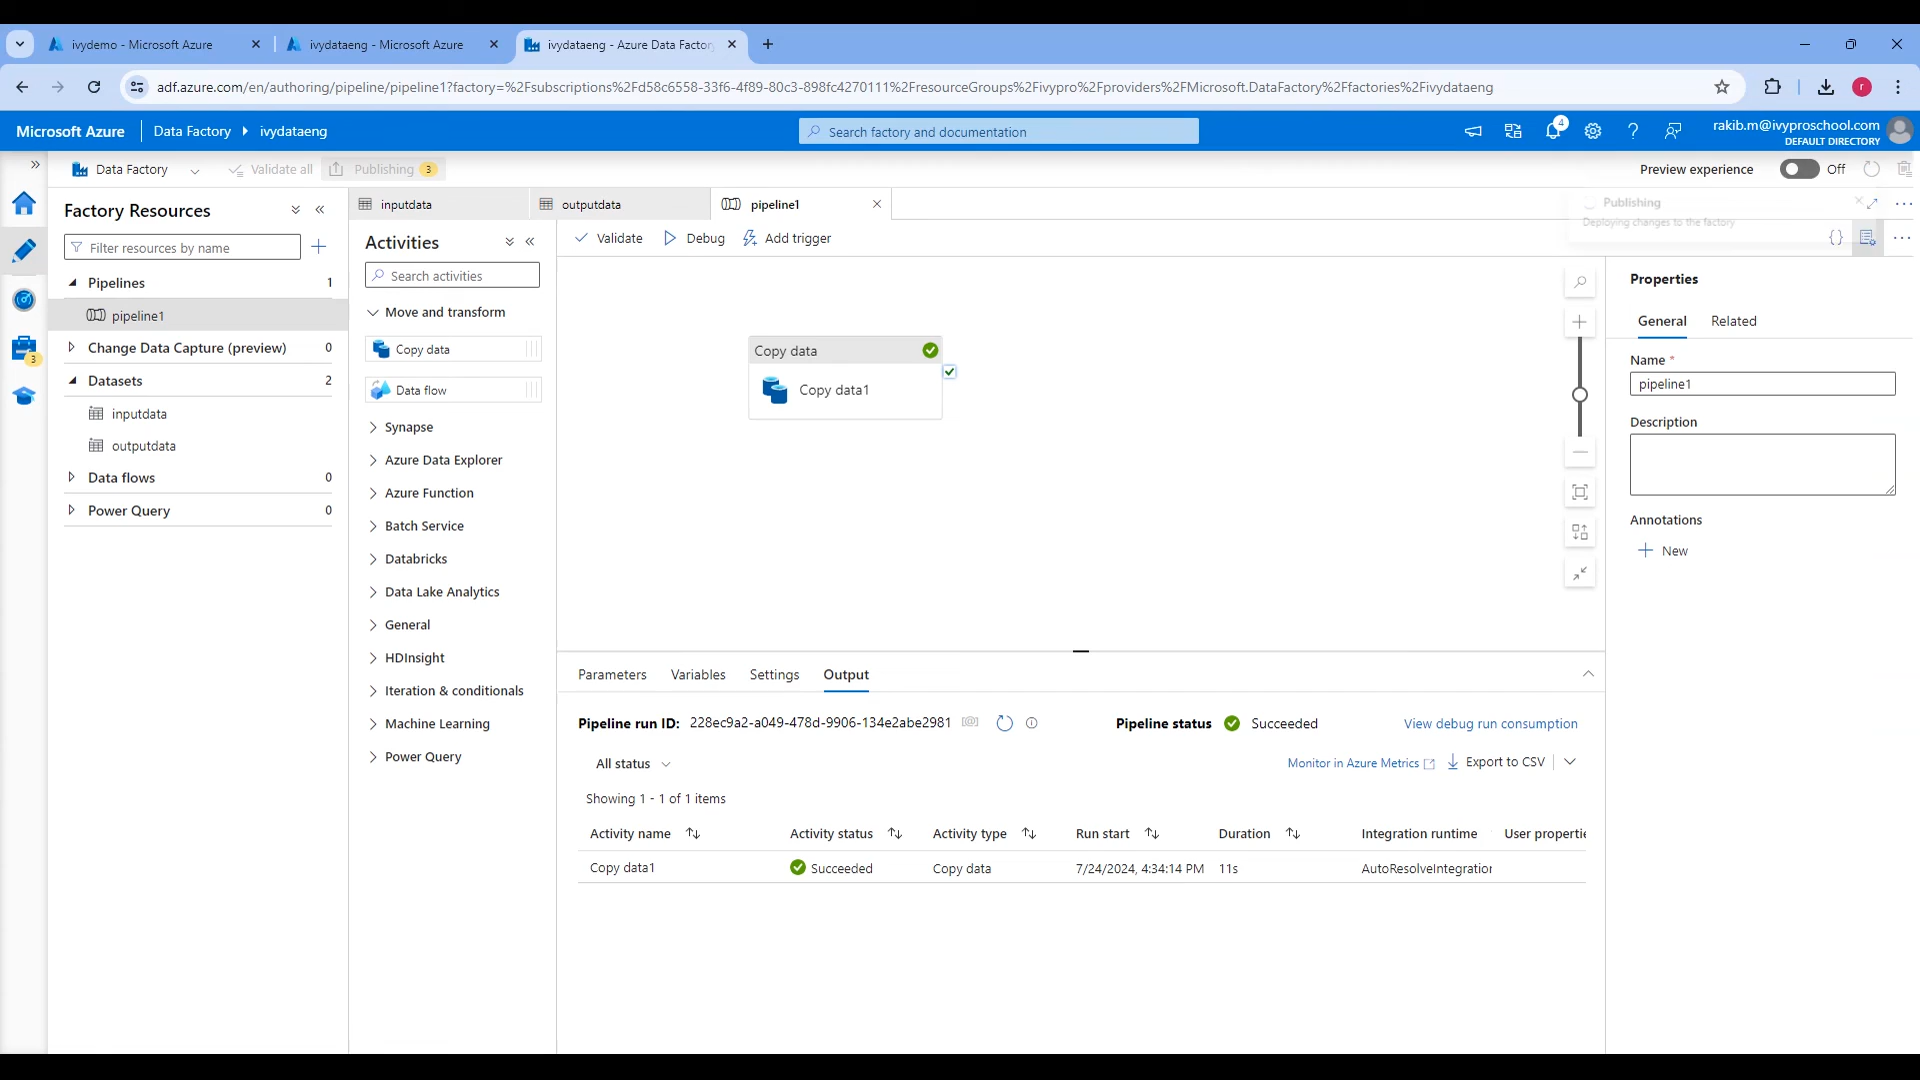 ivydemo - Microsoft Azure
ivydataeng - Microsoft Azure
ivydataeng - Azure Data Factory
adf.azure.com/en/authoring/pipeline/pipeline1?factory=%2Fsubscriptions%2Fd58c6558-33f6-4f89-80c3-898fc4270111%2FresourceGroups%2Fivypro%2Fproviders%2FMicrosoft.DataFactory%2Ffactories%2Fivydataeng
r
Microsoft Azure
Data Factory
ivydataeng
Search factory and documentation
4
rakib.m@ivyproschool.com
DEFAULT DIRECTORY
Data Factory
Validate all
Publishing 3
Preview experience
Off
Factory Resources
Filter resources by name
Pipelines 1
pipeline1
Change Data Capture (preview) 0
Datasets 2
inputdata
outputdata
Data flows 0
Power Query 0
3
inputdata
outputdata
pipeline1
Publishing
Deploying changes to the factory
Activities
Search activities
Move and transform
Copy data
Data flow
Synapse
Azure Data Explorer
Azure Function
Batch Service
Databricks
Data Lake Analytics
General
HDInsight
Iteration & conditionals
Machine Learning
Power Query
Validate
Debug
Add trigger
Copy data
Copy data1
Properties
General
Related
Name *
pipeline1
Description
Annotations
New
Parameters
Variables
Settings
Output
Pipeline run ID: 228ec9a2-a049-478d-9906-134e2abe2981
Pipeline status Succeeded
View debug run consumption
All status
Monitor in Azure Metrics
Export to CSV
Showing 1 - 1 of 1 items
Activity name Activity status Activity type Run start Duration Integration runtime User propertie
Copy data1 Succeeded Copy data 7/24/2024, 4:34:14 PM 11s AutoResolveIntegration